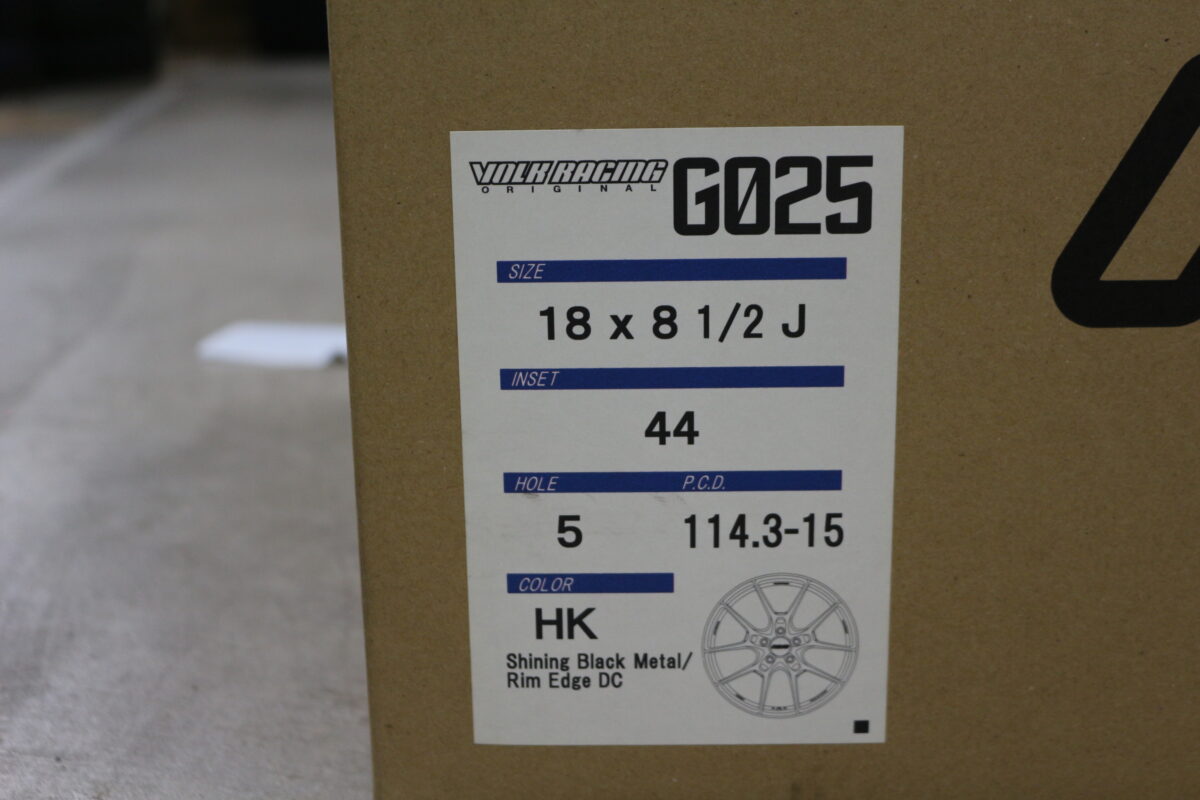 VOLK RACING
ORIGINAL
G025
SIZE
18 x 8 1/2 J
INSET
44
HOLE P.C.D.
5 114.3-15
COLOR
HK
Shining Black Metal/
Rim Edge DC